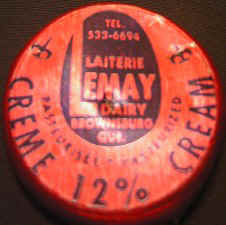 TEL.
533-6694
LAITERIE
LEMAY
DAIRY
BROWNSBURG
QUE.
PASTEURISÉE • PASTEURIZED
CREME 12% CREAM